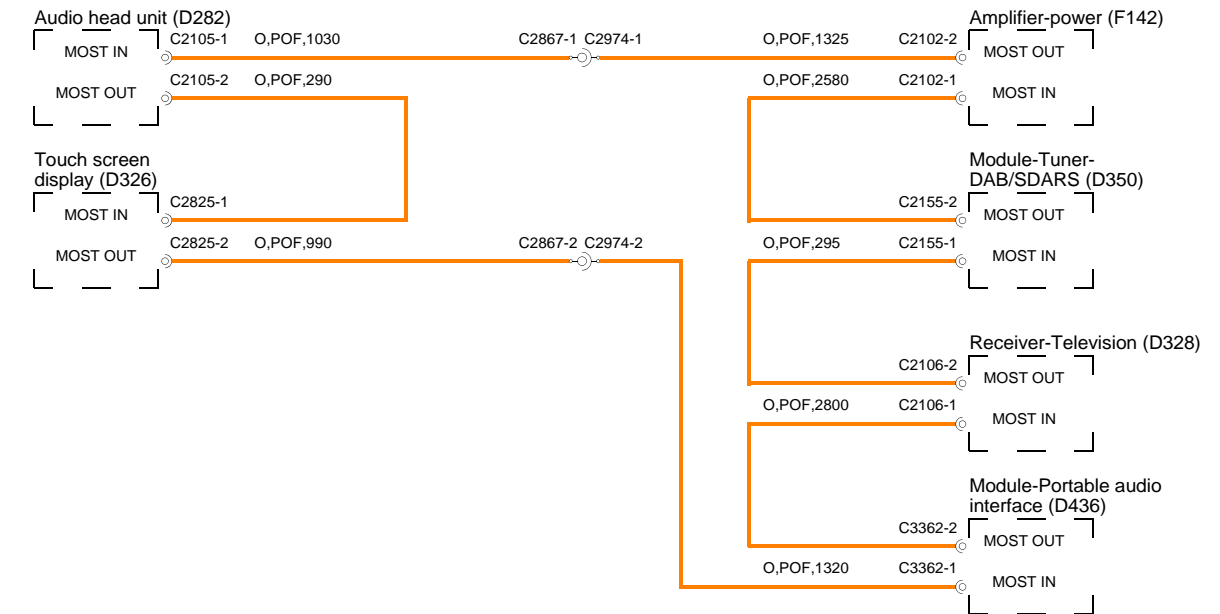 Audio head unit (D282)
MOST IN
C2105-1 O,POF,1030 C2867-1 C2974-1 O,POF,1325 C2102-2
C2105-2 O,POF,290
MOST OUT
Amplifier-power (F142)
MOST OUT
O,POF,2580 C2102-1
MOST IN
Touch screen
display (D326)
C2825-1
MOST IN
C2825-2 O,POF,990 C2867-2 C2974-2
MOST OUT
Module-Tuner-
DAB/SDARS (D350)
C2155-2
MOST OUT
O,POF,295 C2155-1
MOST IN
Receiver-Television (D328)
C2106-2
MOST OUT
O,POF,2800 C2106-1
MOST IN
Module-Portable audio
interface (D436)
C3362-2
MOST OUT
O,POF,1320 C3362-1
MOST IN